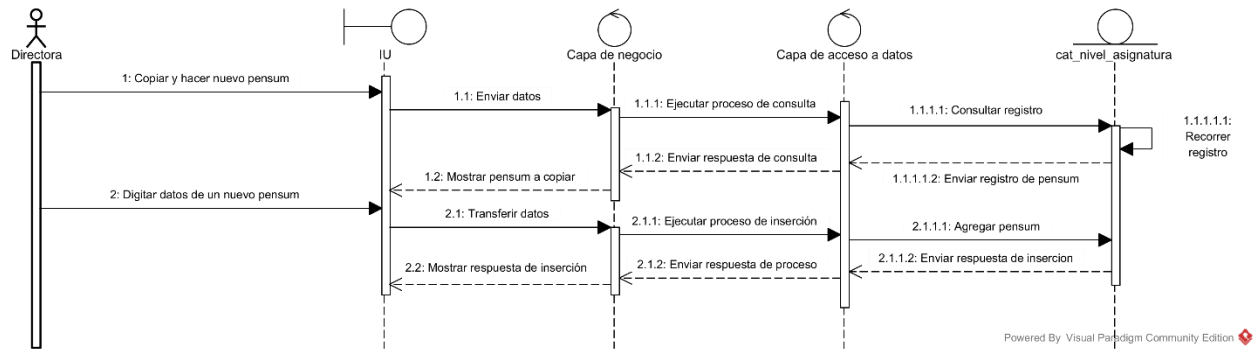 Directora
IU
Capa de negocio
Capa de acceso a datos
cat_nivel_asignatura
1: Copiar y hacer nuevo pensum
1.1: Enviar datos
1.1.1: Ejecutar proceso de consulta
1.1.1.1: Consultar registro
1.1.1.1.1:
Recorrer
registro
1.1.2: Enviar respuesta de consulta
1.2: Mostrar pensum a copiar
1.1.1.1.2: Enviar registro de pensum
2: Digitar datos de un nuevo pensum
2.1: Transferir datos
2.1.1: Ejecutar proceso de inserción
2.1.1.1: Agregar pensum
2.2: Mostrar respuesta de inserción
2.1.2: Enviar respuesta de proceso
2.1.1.2: Enviar respuesta de insercion
Powered By Visual Paradigm Community Edition